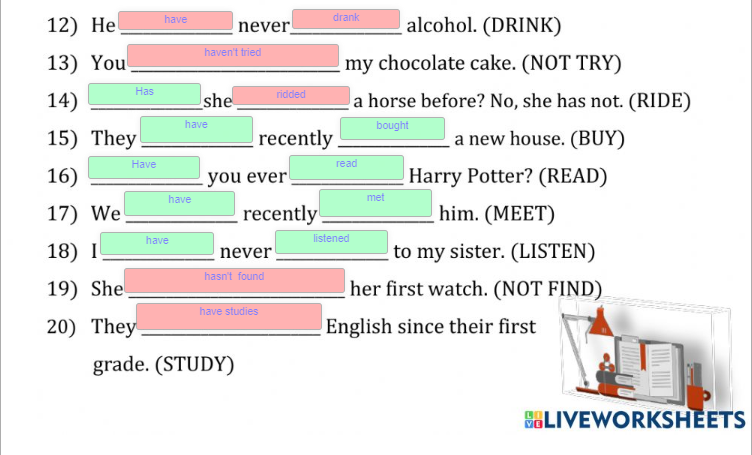 12) He have never drank alcohol. (DRINK)
13) You haven't tried my chocolate cake. (NOT TRY)
14) Has she ridded a horse before? No, she has not. (RIDE)
15) They have recently bought a new house. (BUY)
16) Have you ever read Harry Potter? (READ)
17) We have recently met him. (MEET)
18) I have never listened to my sister. (LISTEN)
19) She hasn't found her first watch. (NOT FIND)
20) They have studies English since their first
grade. (STUDY)
LIVE LIVEWORKSHEETS